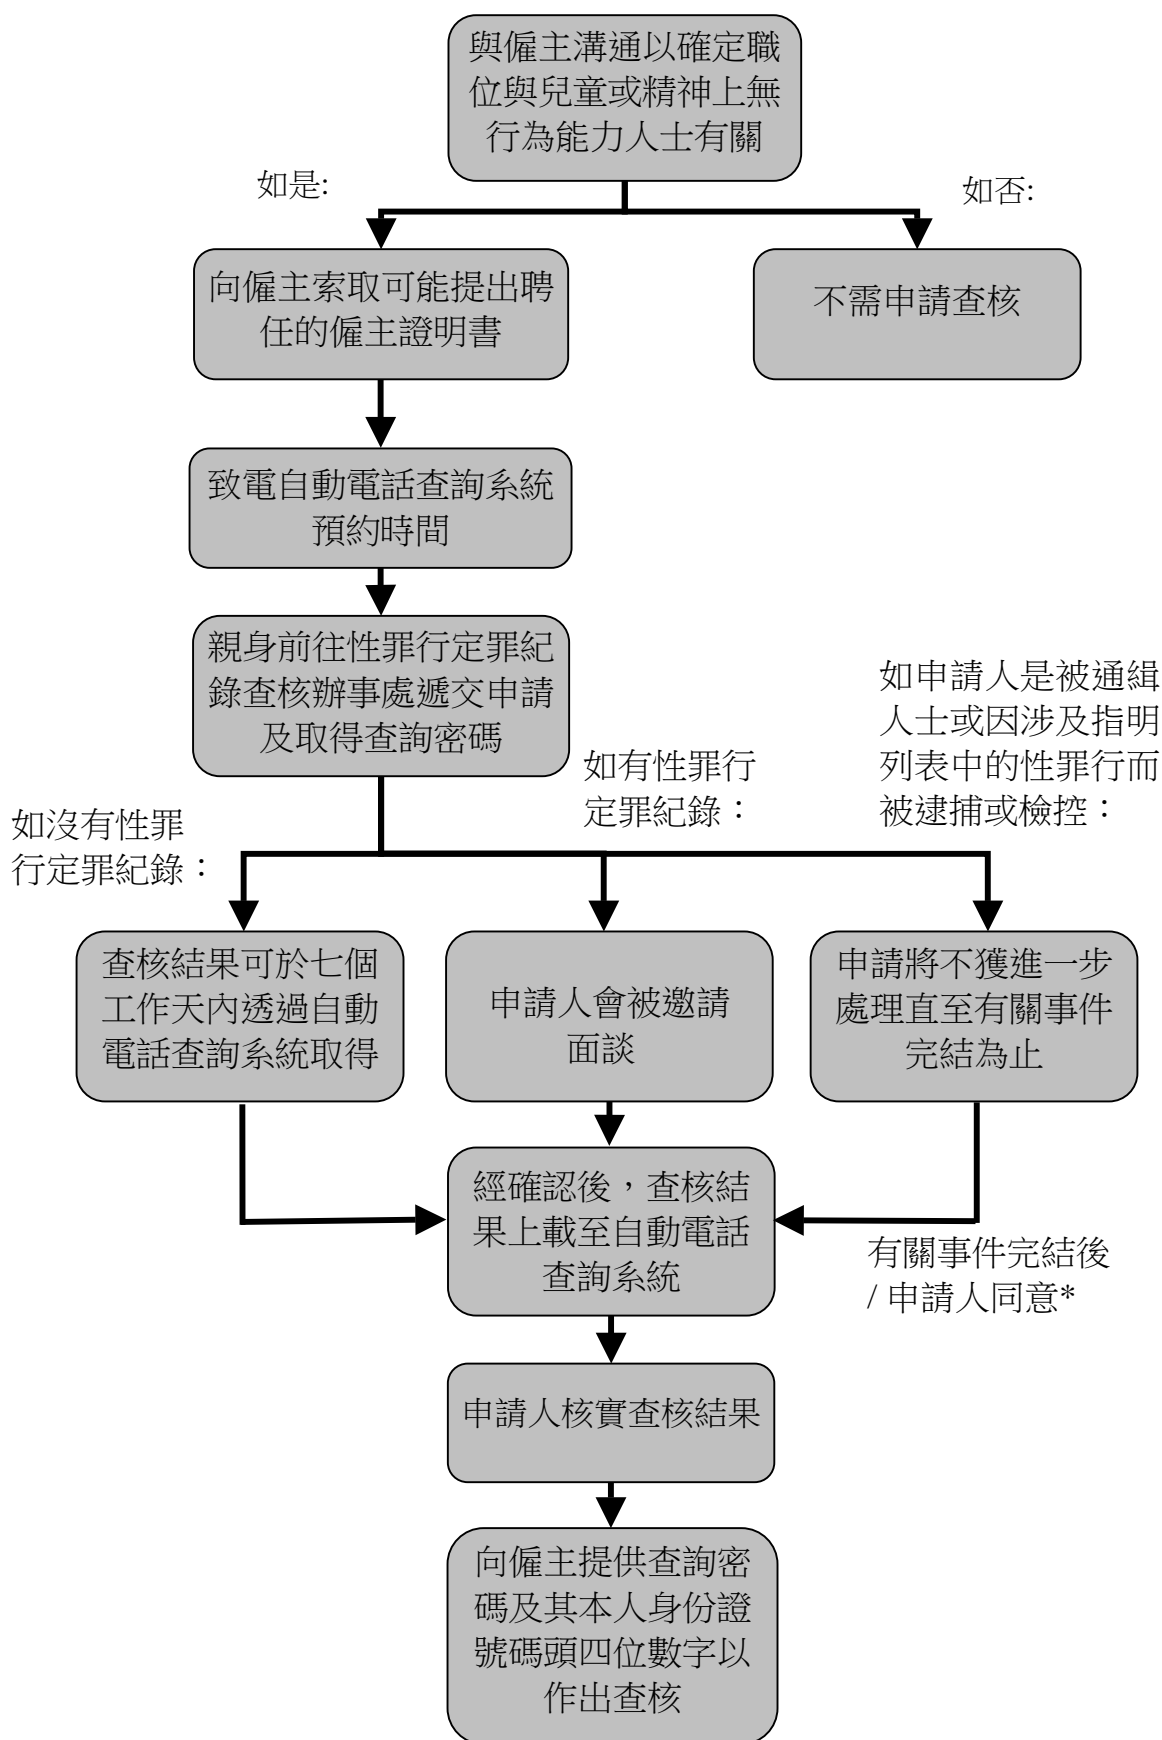 與僱主溝通以確定職
位與兒童或精神上無
行為能力人士有關
如是:
如否:
向僱主索取可能提出聘
任的僱主證明書
不需申請查核
致電自動電話查詢系統
預約時間
親身前往性罪行定罪紀
錄查核辦事處遞交申請
及取得查詢密碼
如沒有性罪
行定罪紀錄：
如有性罪行
定罪紀錄：
如申請人是被通緝
人士或因涉及指明
列表中的性罪行而
被逮捕或檢控：
查核結果可於七個
工作天內透過自動
電話查詢系統取得
申請人會被邀請
面談
申請將不獲進一步
處理直至有關事件
完結為止
經確認後，查核結
果上載至自動電話
查詢系統
有關事件完結後
/ 申請人同意*
申請人核實查核結果
向僱主提供查詢密
碼及其本人身份證
號碼頭四位數字以
作出查核